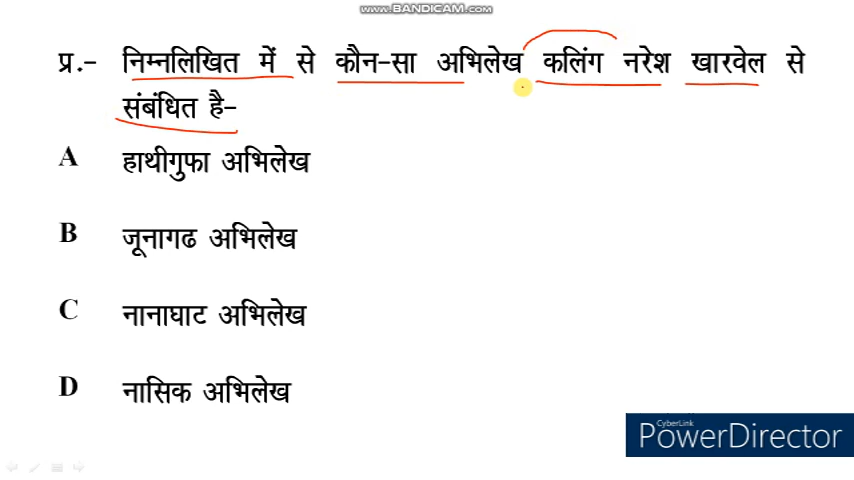 www.BANDICAM.com
प्र.- निम्नलिखित में से कौन-सा अभिलेख कलिंग नरेश खारवेल से
संबंधित है-
A हाथीगुफा अभिलेख
B जूनागढ अभिलेख
C नानाघाट अभिलेख
D नासिक अभिलेख
CyberLink
PowerDirector